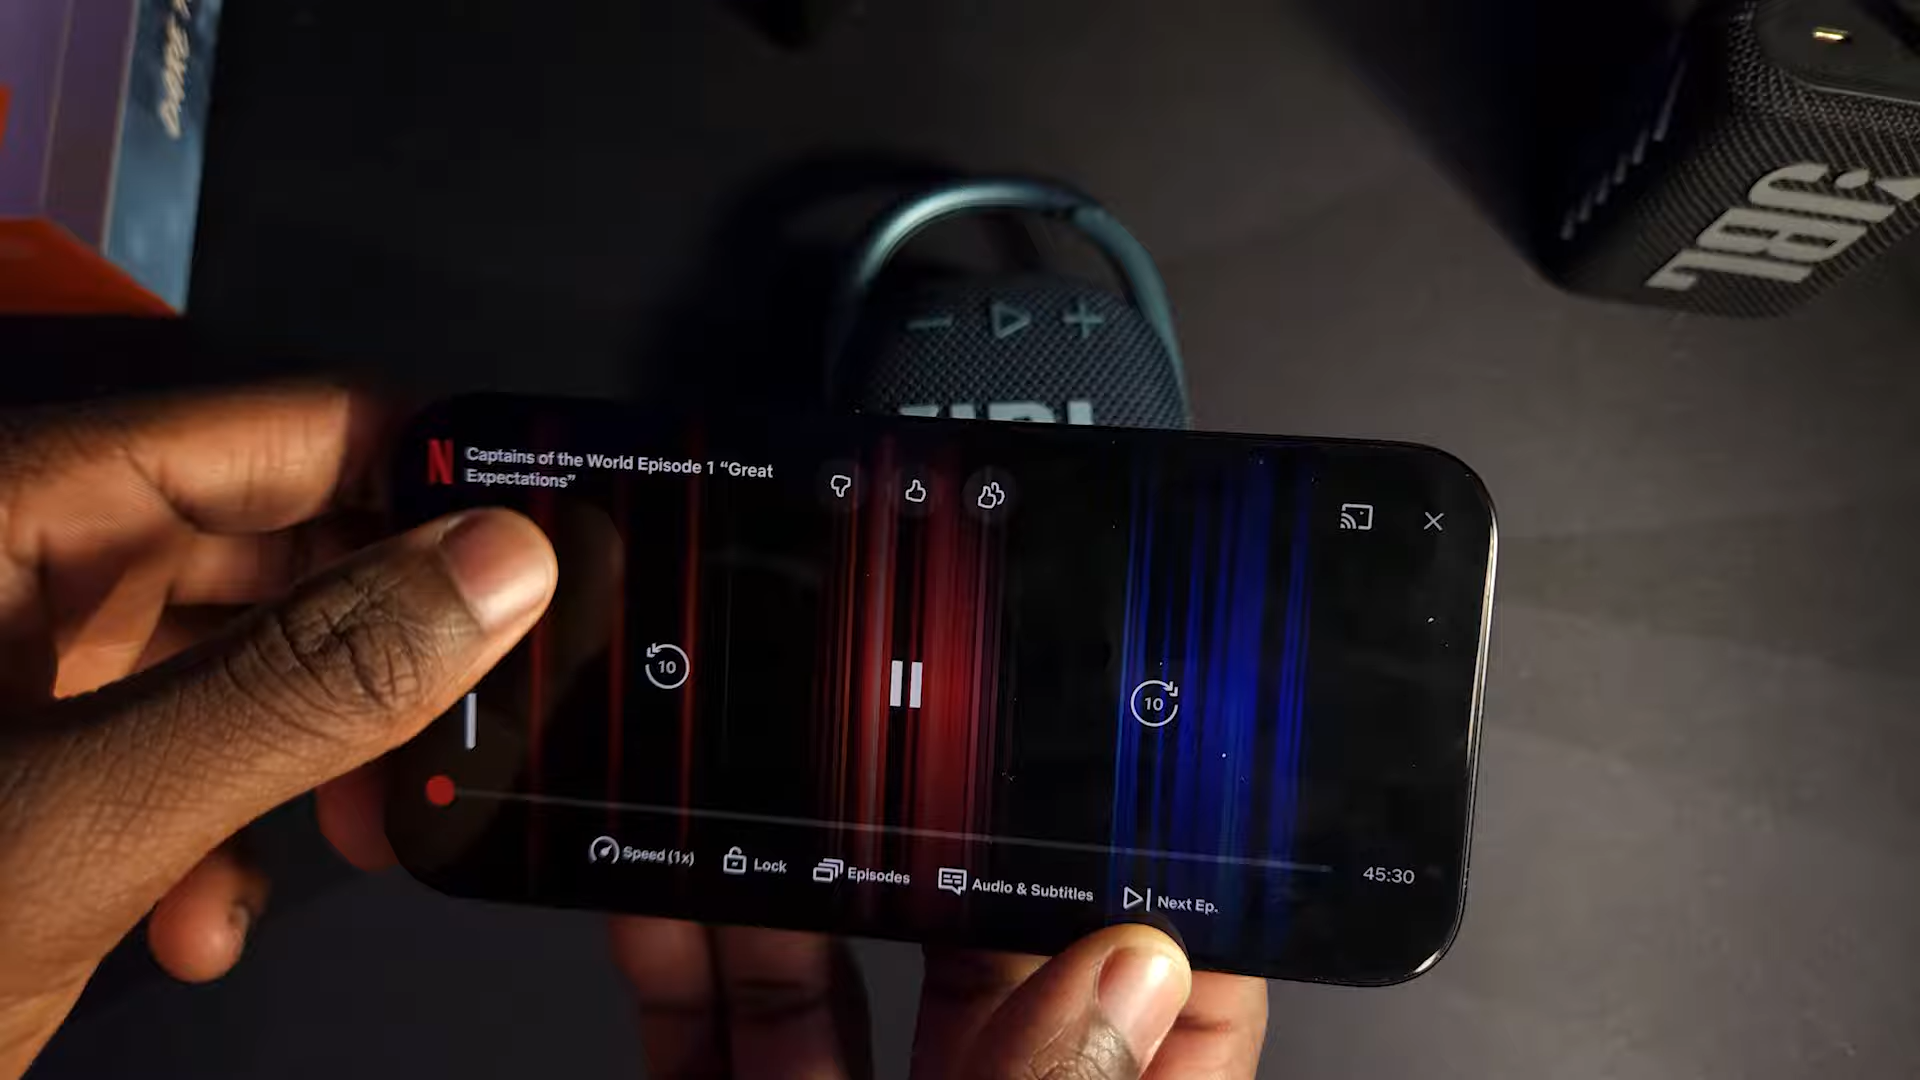 JBL
N Captains of the World Episode 1 “Great
Expectations”
10
10
45:30
Speed (1x)
Lock
Episodes
Audio & Subtitles
Next Ep.